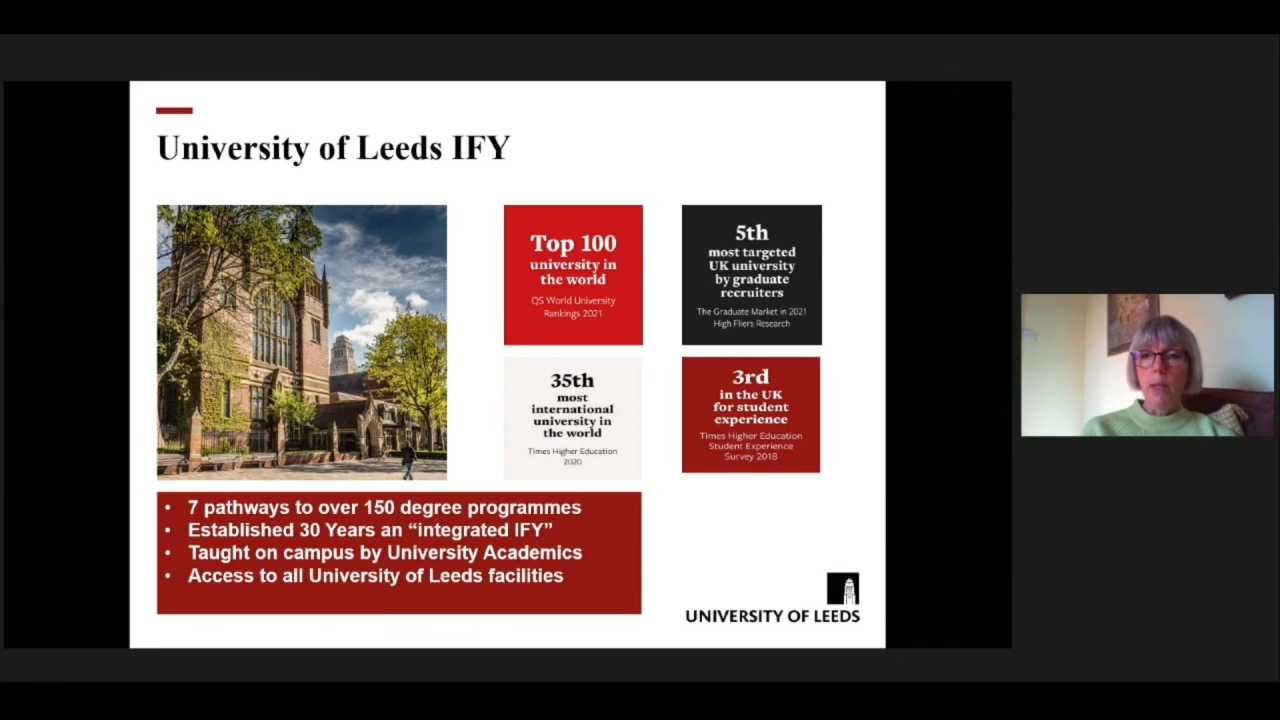 University of Leeds IFY
Top 100
university in
the world
QS World University
Rankings 2021
5th
most targeted
UK university
by graduate
recruiters
The Graduate Market in 2021
High Fliers Research
35th
most
international
university in
the world
Times Higher Education
2020
3rd
in the UK
for student
experience
Times Higher Education
Student Experience
Survey 2018
• 7 pathways to over 150 degree programmes
• Established 30 Years an “integrated IFY”
• Taught on campus by University Academics
• Access to all University of Leeds facilities
UNIVERSITY OF LEEDS